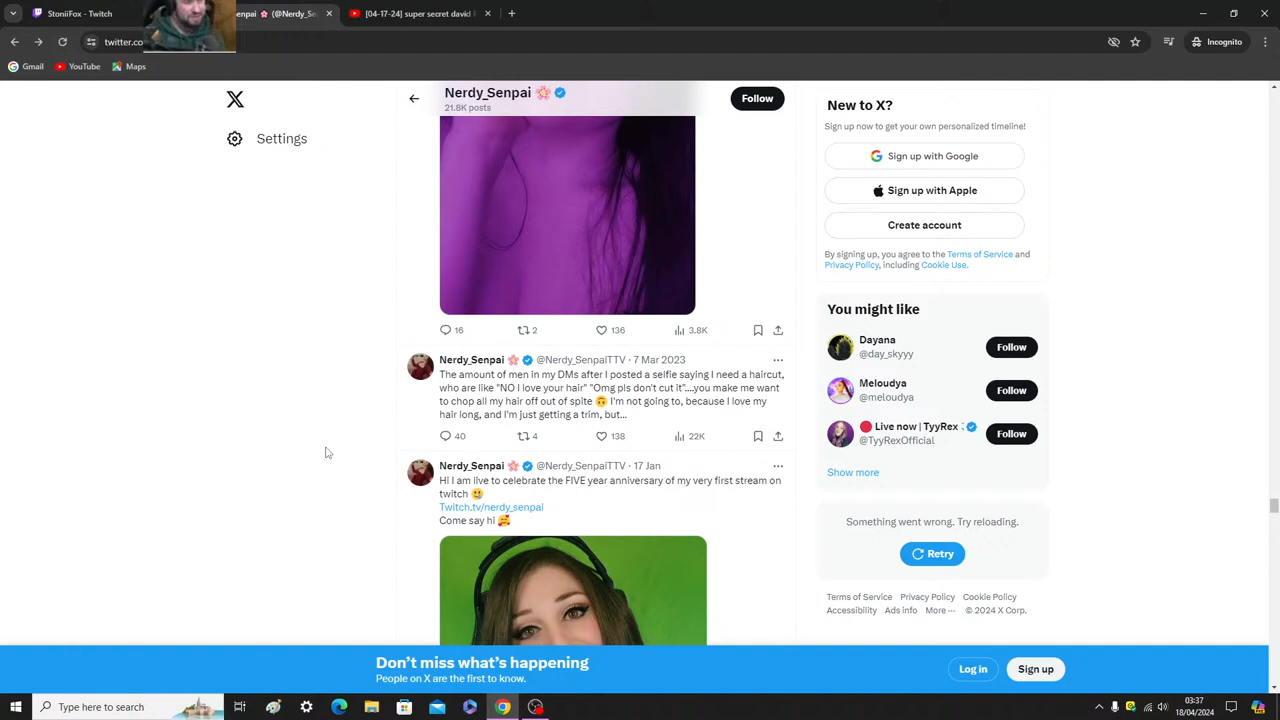 StoniiFox
enpai 🌸 (@Nerdy_Senpai
[04-17-24] super secret david
twitter.co
Incognito
Gmail
YouTube
Maps
Settings
Nerdy_Senpai 🌸
21.8K posts
Follow
16
2
136
3.8K
Nerdy_Senpai 🌸 @Nerdy_SenpaiTTV · 7 Mar 2023
The amount of men in my DMs after I posted a selfie saying I need a haircut,
who are like "NO I love your hair" "Omg pls don't cut it"....you make me want
to chop all my hair off out of spite 🙃 I'm not going to, because I love my
hair long, and I'm just getting a trim, but...
40
4
138
22K
Nerdy_Senpai 🌸 @Nerdy_SenpaiTTV · 17 Jan
Hi I am live to celebrate the FIVE year anniversary of my very first stream on
twitch 🥲
Twitch.tv/nerdy_senpai
Come say hi 🥰
New to X?
Sign up now to get your own personalized timeline!
Sign up with Google
Sign up with Apple
Create account
By signing up, you agree to the Terms of Service and
Privacy Policy, including Cookie Use.
You might like
Dayana
@day_skyyy
Follow
Meloudya
@meloudya
Follow
🔴 Live now | TyyRex
@TyyRexOfficial
Follow
Show more
Something went wrong. Try reloading.
Retry
Terms of Service Privacy Policy Cookie Policy
Accessibility Ads info More ··· © 2024 X Corp.
Don't miss what's happening
People on X are the first to know.
Log in
Sign up
Type here to search
03:37
18/04/2024